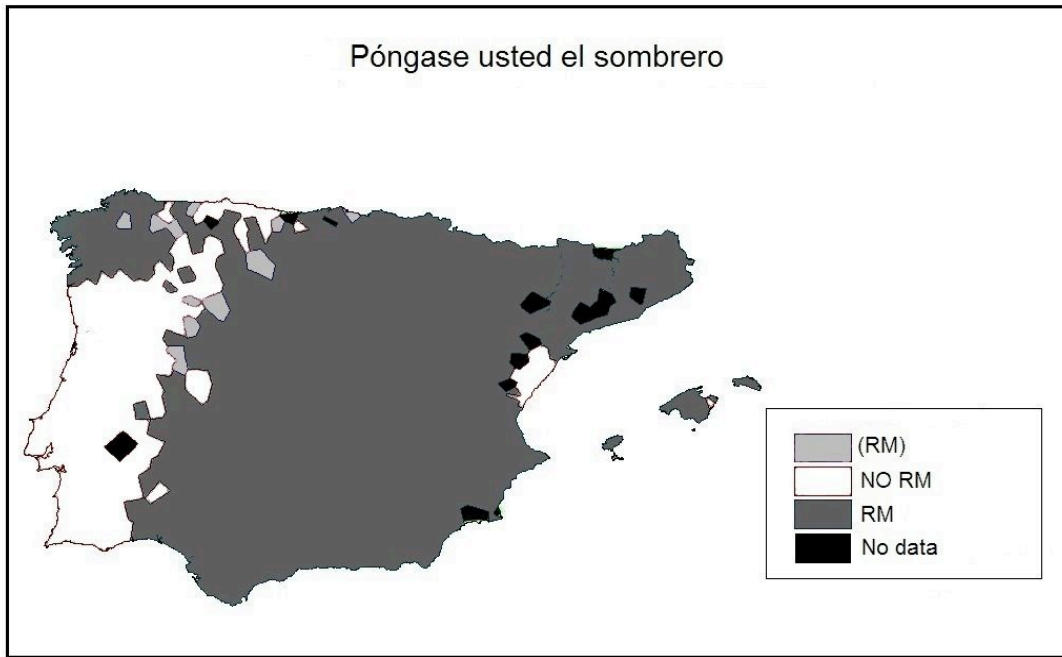 Póngase usted el sombrero
(RM)
NO RM
RM
No data